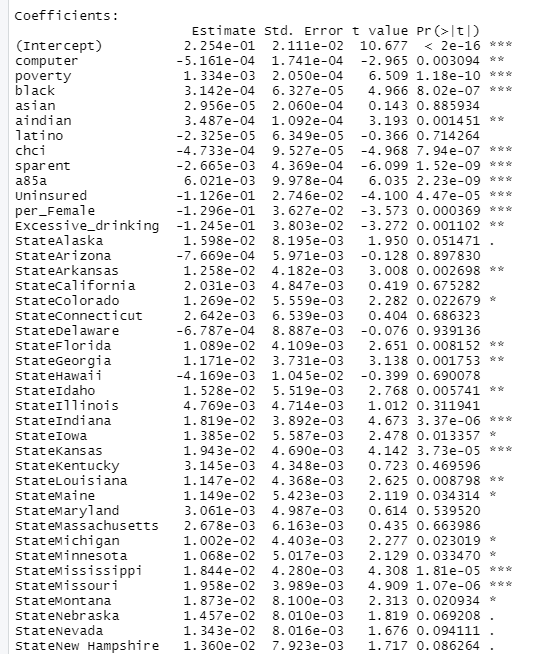 Coefficients:
Estimate Std. Error t value Pr(>|t|)
(Intercept) 2.254e-01 2.111e-02 10.677 < 2e-16 ***
computer -5.161e-04 1.741e-04 -2.965 0.003094 **
poverty 1.334e-03 2.050e-04 6.509 1.18e-10 ***
black 3.142e-04 6.327e-05 4.966 8.02e-07 ***
asian 2.956e-05 2.060e-04 0.143 0.885934
aindian 3.487e-04 1.092e-04 3.193 0.001451 **
latino -2.325e-05 6.349e-05 -0.366 0.714264
chci -4.733e-04 9.527e-05 -4.968 7.94e-07 ***
sparent -2.665e-03 4.369e-04 -6.099 1.52e-09 ***
a85a 6.021e-03 9.978e-04 6.035 2.23e-09 ***
Uninsured -1.126e-01 2.746e-02 -4.100 4.47e-05 ***
per_Female -1.296e-01 3.627e-02 -3.573 0.000369 ***
Excessive_drinking -1.245e-01 3.803e-02 -3.272 0.001102 **
StateAlaska 1.598e-02 8.195e-03 1.950 0.051471 .
StateArizona -7.669e-04 5.971e-03 -0.128 0.897830
StateArkansas 1.258e-02 4.182e-03 3.008 0.002698 **
StateCalifornia 2.031e-03 4.847e-03 0.419 0.675282
StateColorado 1.269e-02 5.559e-03 2.282 0.022679 *
StateConnecticut 2.642e-03 6.539e-03 0.404 0.686323
StateDelaware -6.787e-04 8.887e-03 -0.076 0.939136
StateFlorida 1.089e-02 4.109e-03 2.651 0.008152 **
StateGeorgia 1.171e-02 3.731e-03 3.138 0.001753 **
StateHawaii -4.169e-03 1.045e-02 -0.399 0.690078
StateIdaho 1.528e-02 5.519e-03 2.768 0.005741 **
StateIllinois 4.769e-03 4.714e-03 1.012 0.311941
StateIndiana 1.819e-02 3.892e-03 4.673 3.37e-06 ***
StateIowa 1.385e-02 5.587e-03 2.478 0.013357 *
StateKansas 1.943e-02 4.690e-03 4.142 3.73e-05 ***
StateKentucky 3.145e-03 4.348e-03 0.723 0.469596
StateLouisiana 1.147e-02 4.368e-03 2.625 0.008798 **
StateMaine 1.149e-02 5.423e-03 2.119 0.034314 *
StateMaryland 3.061e-03 4.987e-03 0.614 0.539520
StateMassachusetts 2.678e-03 6.163e-03 0.435 0.663986
StateMichigan 1.002e-02 4.403e-03 2.277 0.023019 *
StateMinnesota 1.068e-02 5.017e-03 2.129 0.033470 *
StateMississippi 1.844e-02 4.280e-03 4.308 1.81e-05 ***
StateMissouri 1.958e-02 3.989e-03 4.909 1.07e-06 ***
StateMontana 1.873e-02 8.100e-03 2.313 0.020934 *
StateNebraska 1.457e-02 8.010e-03 1.819 0.069208 .
StateNevada 1.343e-02 8.016e-03 1.676 0.094111 .
StateNew Hampshire 1.360e-02 7.923e-03 1.717 0.086264 .